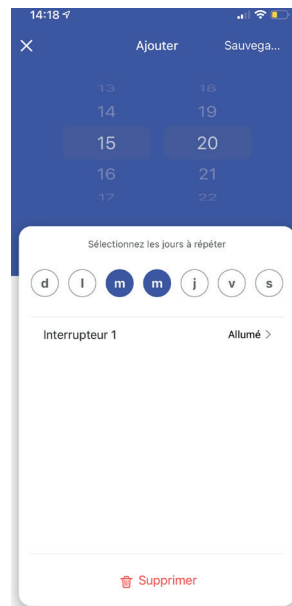 14:18
Ajouter Sauvega...
13 18
14 19
15 20
16 21
17 22
Sélectionnez les jours à répéter
d l m m j v s
Interrupteur 1 Allumé >
Supprimer